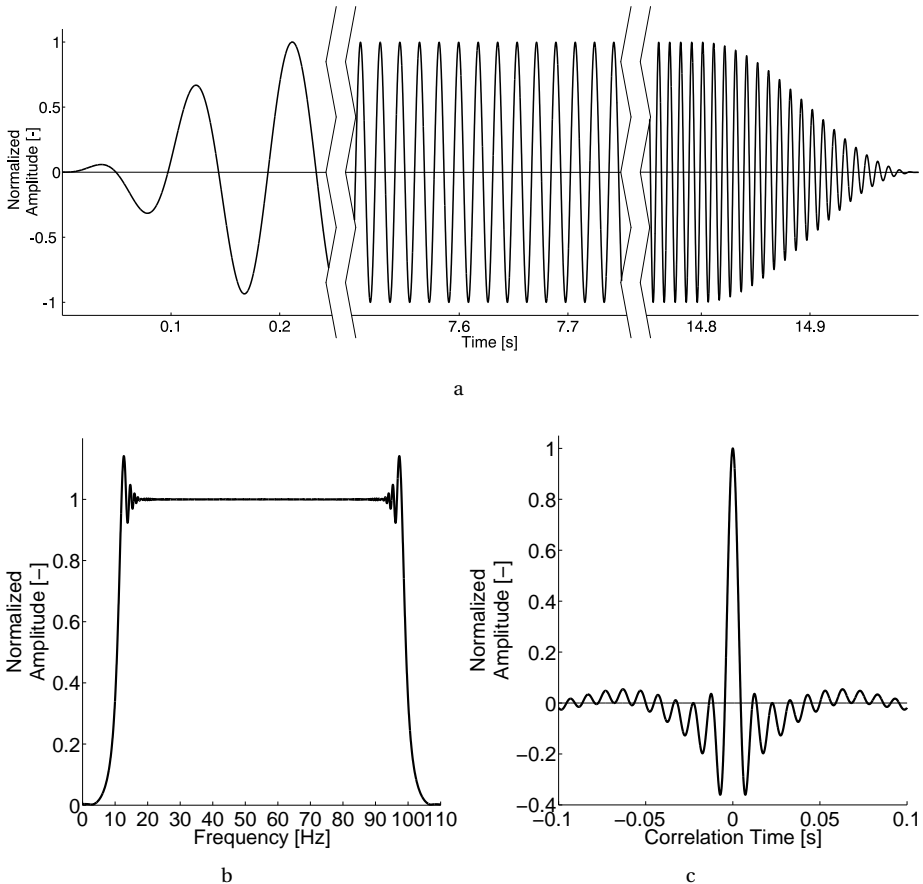 1
0.5
0
-0.5
-1
Normalized
Amplitude [-]
0.1
0.2
7.6
7.7
14.8
14.9
Time [s]
a
1
0.8
0.6
0.4
0.2
0
Normalized
Amplitude [−]
0 10 20 30 40 50 60 70 80 90 100 110
Frequency [Hz]
b
1
0.8
0.6
0.4
0.2
0
−0.2
−0.4
Normalized
Amplitude [−]
−0.1 −0.05 0 0.05 0.1
Correlation Time [s]
c